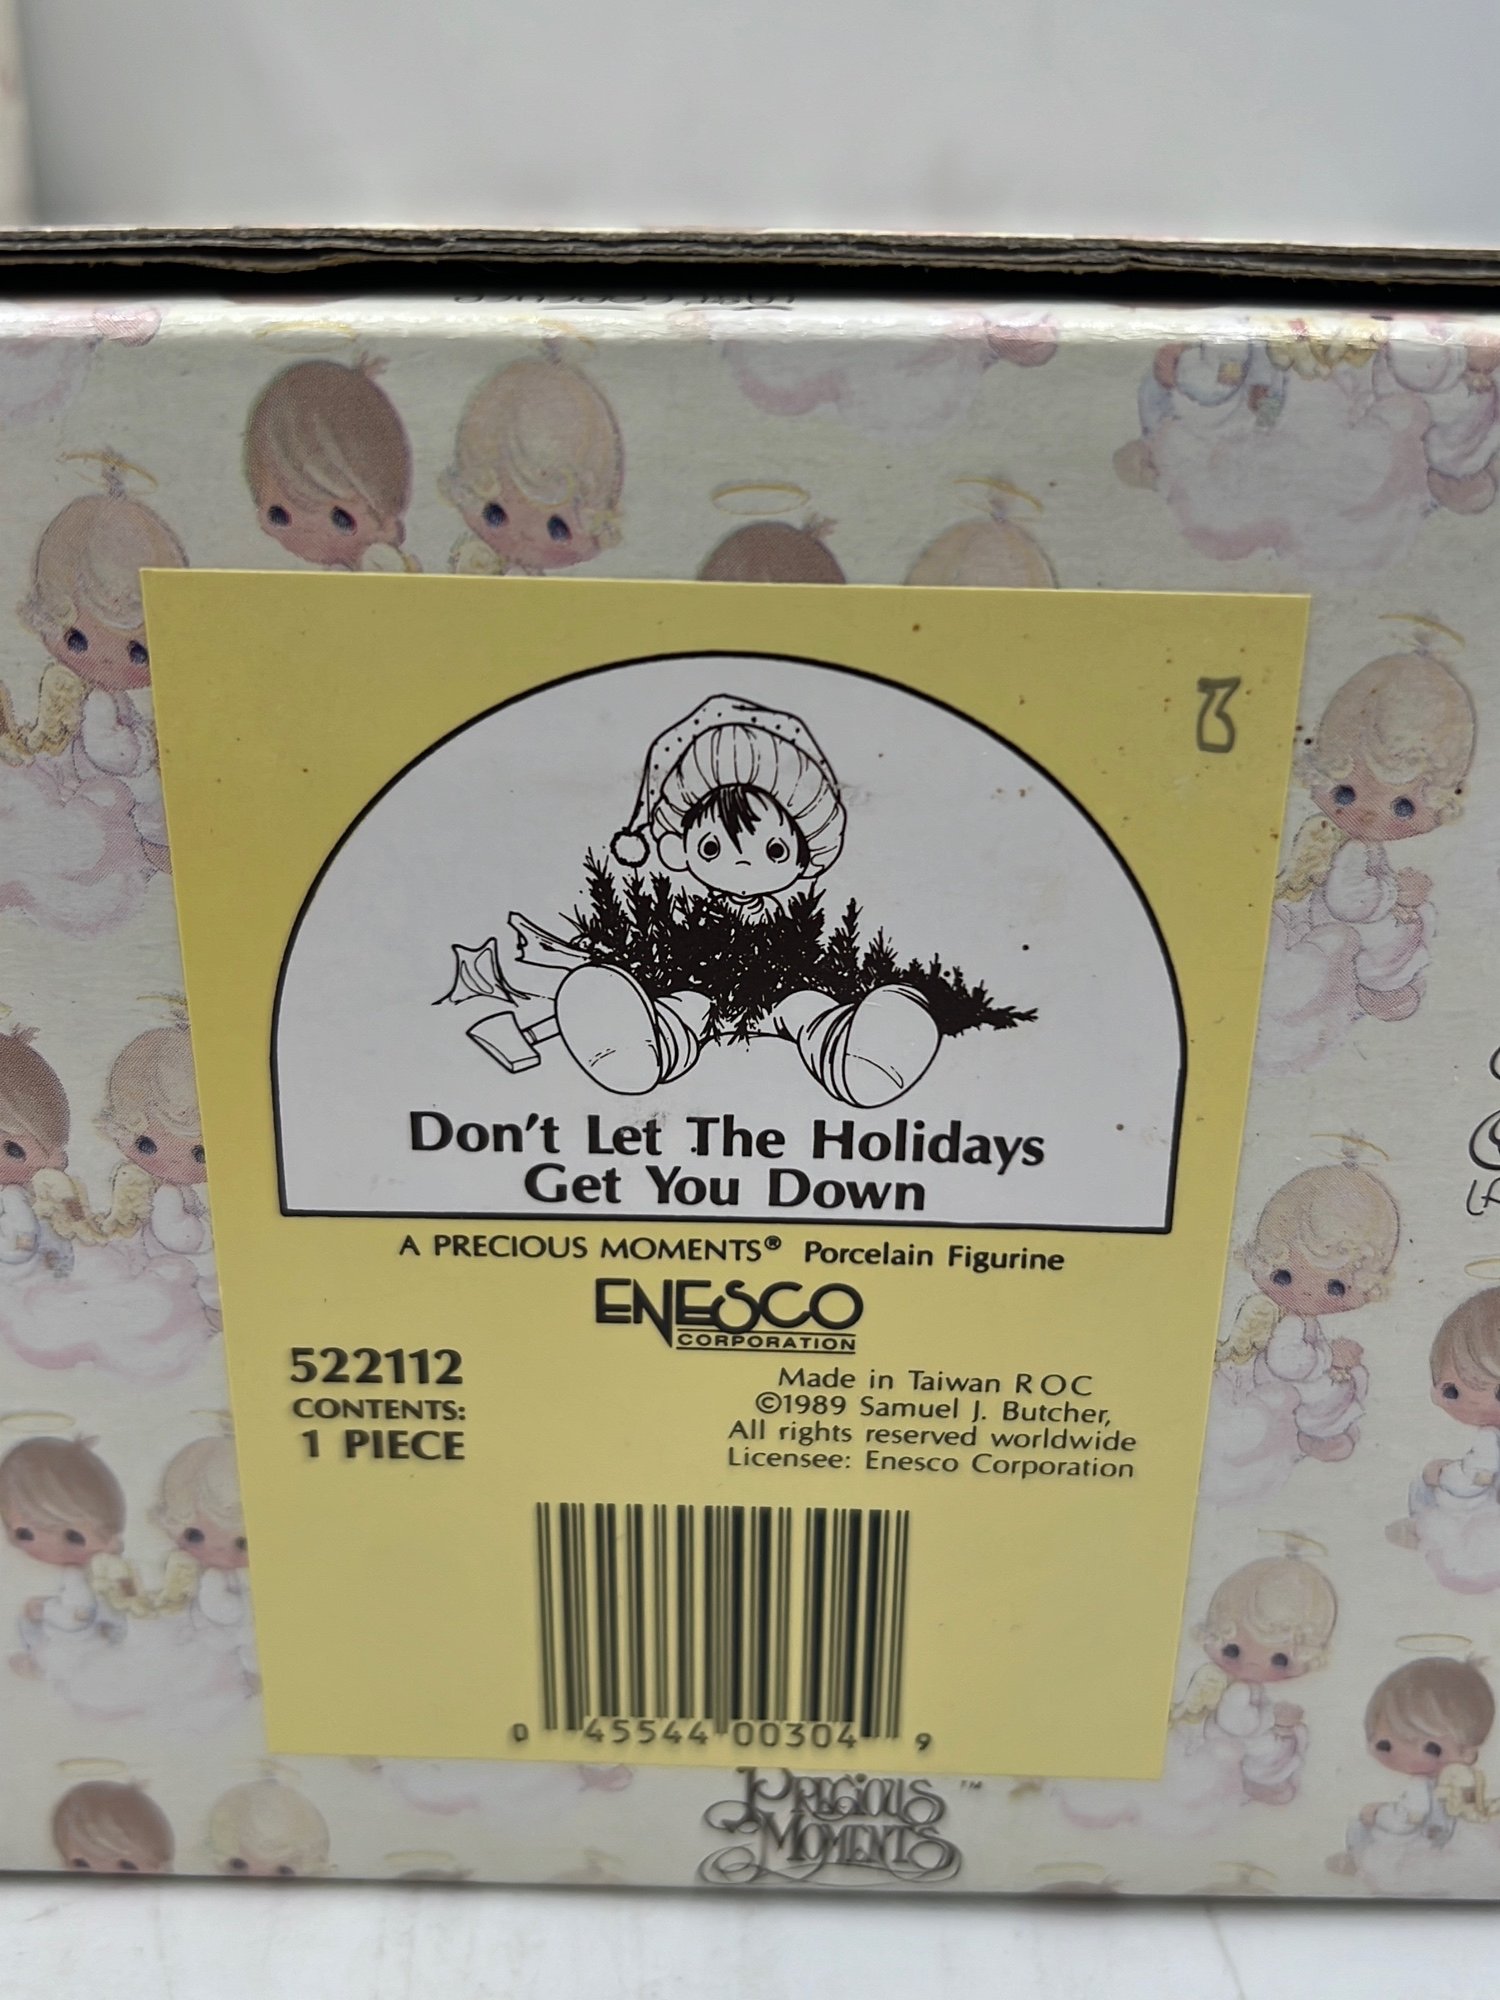 Don't Let The Holidays
Get You Down
A PRECIOUS MOMENTS® Porcelain Figurine
ENESCO
CORPORATION
522112
CONTENTS:
1 PIECE
Made in Taiwan R O C
©1989 Samuel J. Butcher,
All rights reserved worldwide
Licensee: Enesco Corporation
0 45544 00304 9
PRECIOUS ™
MOMENTS